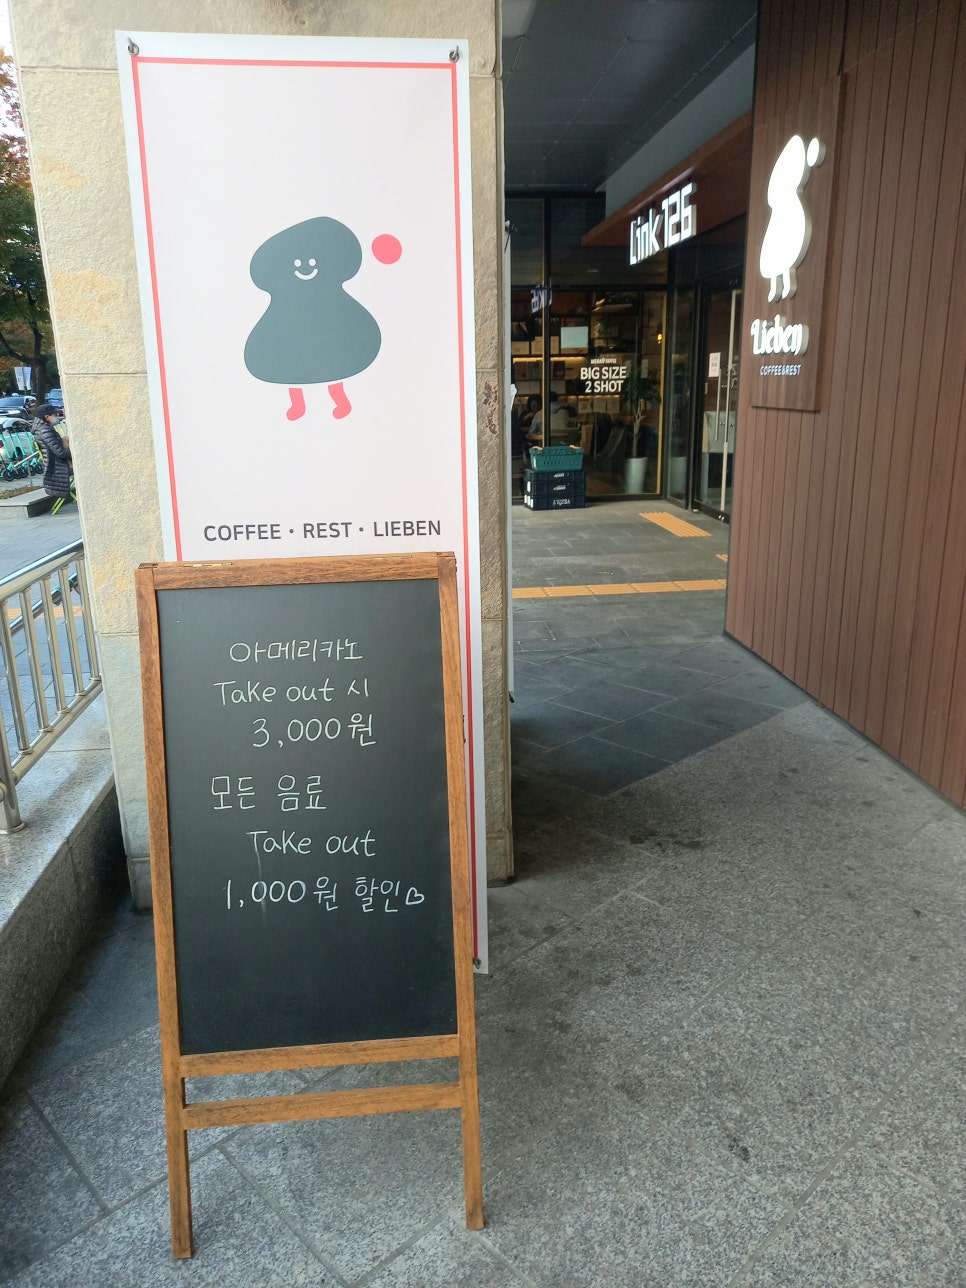 COFFEE · REST · LIEBEN
아메리카노
Take out 시
3,000원
모든 음료
Take out
1,000원 할인♡
Link 126
BIG SIZE
2 SHOT
Lieben
COFFEE&REST